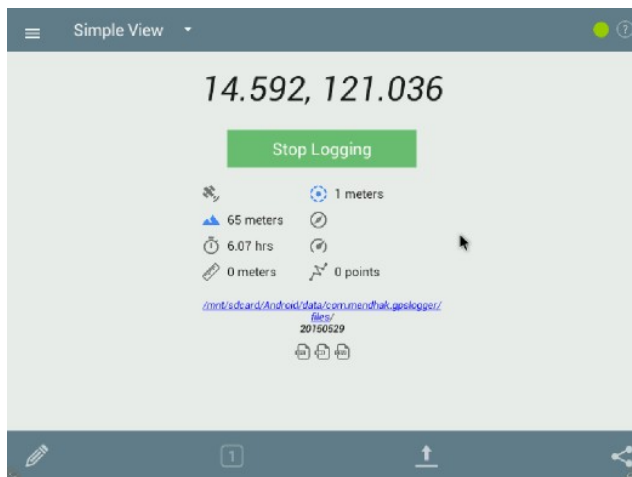 Simple View
?
14.592, 121.036
Stop Logging
1 meters
65 meters
6.07 hrs
0 meters
0 points
/mnt/sdcard/Android/data/com.mendhak.gpslogger/
files/
20150529
1